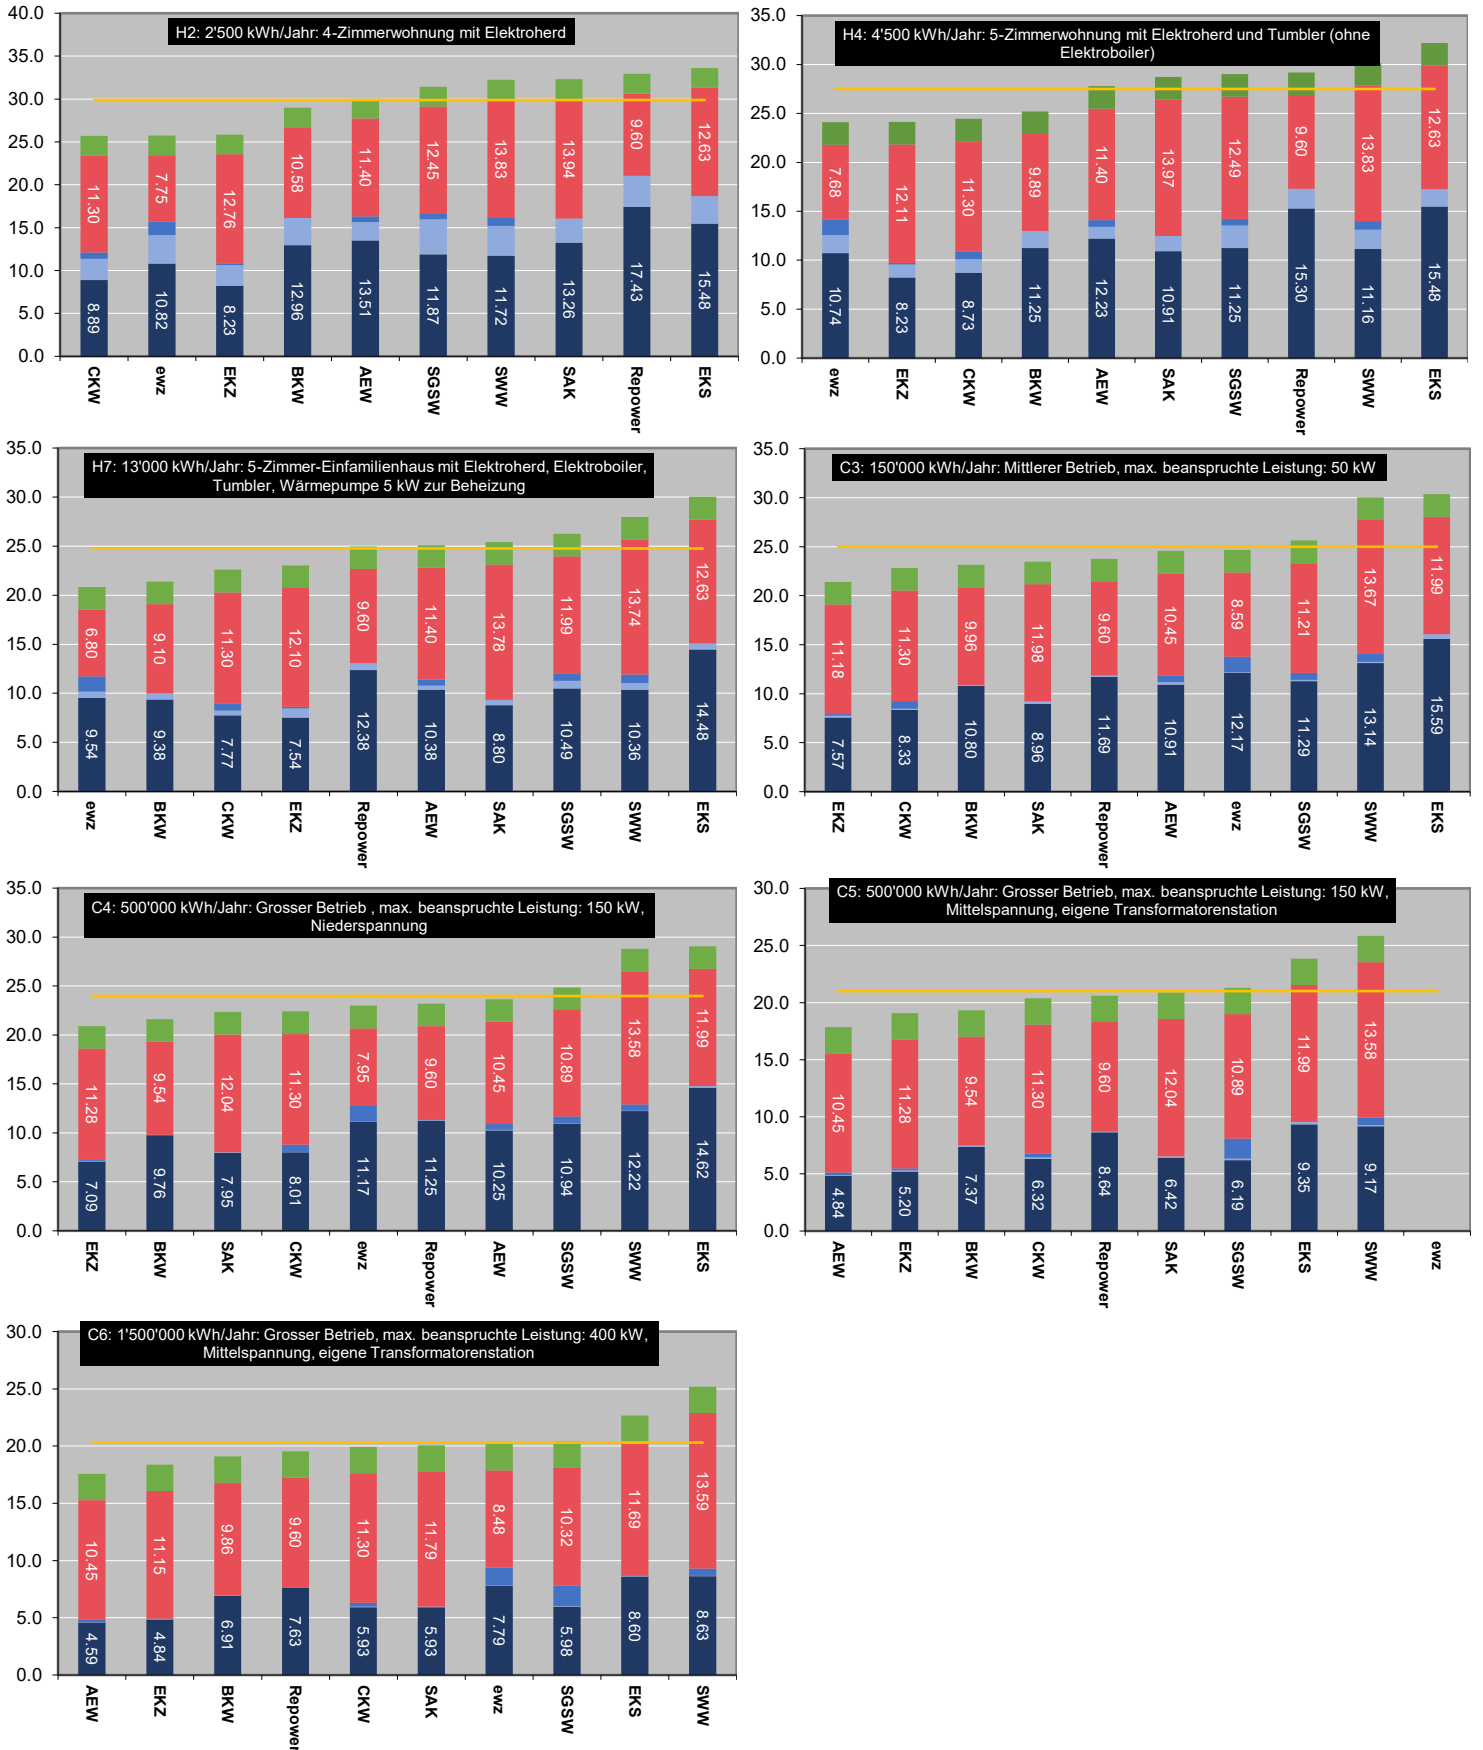 H2: 2'500 kWh/Jahr: 4-Zimmerwohnung mit Elektroherd
40.0
35.0
30.0
25.0
20.0
15.0
10.0
5.0
0.0
11.30 7.75 12.76 10.58 11.40 12.45 13.83 13.94 9.60 12.63
8.89 10.82 8.23 12.96 13.51 11.87 11.72 13.26 17.43 15.48
CKW ewz EKZ BKW AEW SGSW SWW SAK Repower EKS
H4: 4'500 kWh/Jahr: 5-Zimmerwohnung mit Elektroherd und Tumbler (ohne
Elektroboiler)
35.0
30.0
25.0
20.0
15.0
10.0
5.0
0.0
7.68 12.11 11.30 9.89 11.40 13.97 12.49 9.60 13.83 12.63
10.74 8.23 8.73 11.25 12.23 10.91 11.25 15.30 11.16 15.48
ewz EKZ CKW BKW AEW SAK SGSW Repower SWW EKS
H7: 13'000 kWh/Jahr: 5-Zimmer-Einfamilienhaus mit Elektroherd, Elektroboiler,
Tumbler, Wärmepumpe 5 kW zur Beheizung
35.0
30.0
25.0
20.0
15.0
10.0
5.0
0.0
6.80 9.10 11.30 12.10 9.60 11.40 13.78 11.99 13.74 12.63
9.54 9.38 7.77 7.54 12.38 10.38 8.80 10.49 10.36 14.48
ewz BKW CKW EKZ Repower AEW SAK SGSW SWW EKS
C3: 150'000 kWh/Jahr: Mittlerer Betrieb, max. beanspruchte Leistung: 50 kW
35.0
30.0
25.0
20.0
15.0
10.0
5.0
0.0
11.18 11.30 9.96 11.98 9.60 10.45 8.59 11.21 13.67 11.99
7.57 8.33 10.80 8.96 11.69 10.91 12.17 11.29 13.14 15.59
EKZ CKW BKW SAK Repower AEW ewz SGSW SWW EKS
C4: 500'000 kWh/Jahr: Grosser Betrieb , max. beanspruchte Leistung: 150 kW,
Niederspannung
35.0
30.0
25.0
20.0
15.0
10.0
5.0
0.0
11.28 9.54 12.04 11.30 7.95 9.60 10.45 10.89 13.58 11.99
7.09 9.76 7.95 8.01 11.17 11.25 10.25 10.94 12.22 14.62
EKZ BKW SAK CKW ewz Repower AEW SGSW SWW EKS
C5: 500'000 kWh/Jahr: Grosser Betrieb, max. beanspruchte Leistung: 150 kW,
Mittelspannung, eigene Transformatorenstation
30.0
25.0
20.0
15.0
10.0
5.0
0.0
10.45 11.28 9.54 11.30 9.60 12.04 10.89 11.99 13.58
4.84 5.20 7.37 6.32 8.64 6.42 6.19 9.35 9.17
AEW EKZ BKW CKW Repower SAK SGSW EKS SWW ewz
C6: 1'500'000 kWh/Jahr: Grosser Betrieb, max. beanspruchte Leistung: 400 kW,
Mittelspannung, eigene Transformatorenstation
30.0
25.0
20.0
15.0
10.0
5.0
0.0
10.45 11.15 9.86 9.60 11.30 11.79 8.48 10.32 11.69 13.59
4.59 4.84 6.91 7.63 5.93 5.93 7.79 5.98 8.60 8.63
AEW EKZ BKW Repower CKW SAK ewz SGSW EKS SWW